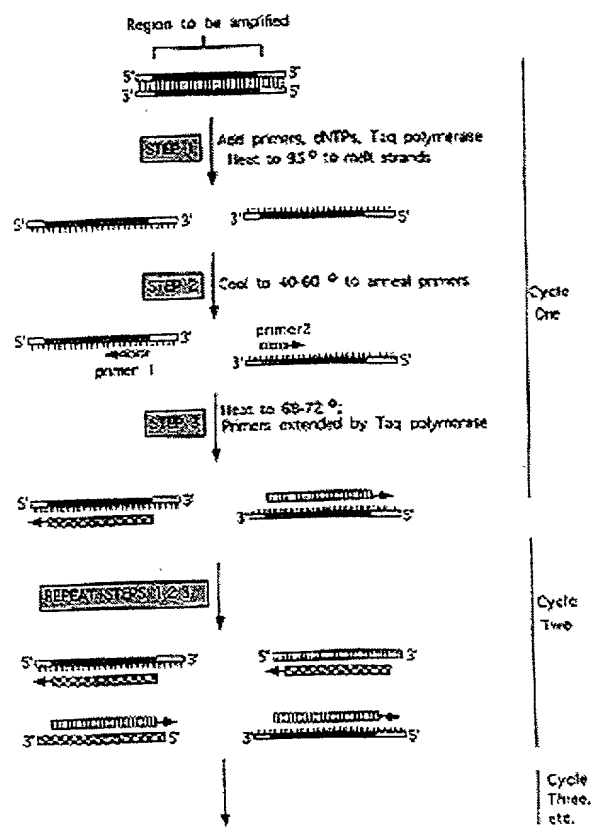 Region to be amplified
5' 3'
3' 5'
STEP 1
Add primers, dNTPs, Taq polymerase
Heat to 95° to melt strands
5' 3' 3' 5'
STEP 2
Cool to 40-60 ° to anneal primers
Cycle
One
5' 3'
primer 1
primer2
3' 5'
STEP 3
Heat to 68-72 °;
Primers extended by Taq polymerase
5' 3' 3' 5'
REPEAT STEPS 1, 2, 3
Cycle
Two
5' 3' 5' 3'
3' 5' 3' 5'
Cycle
Three,
etc.